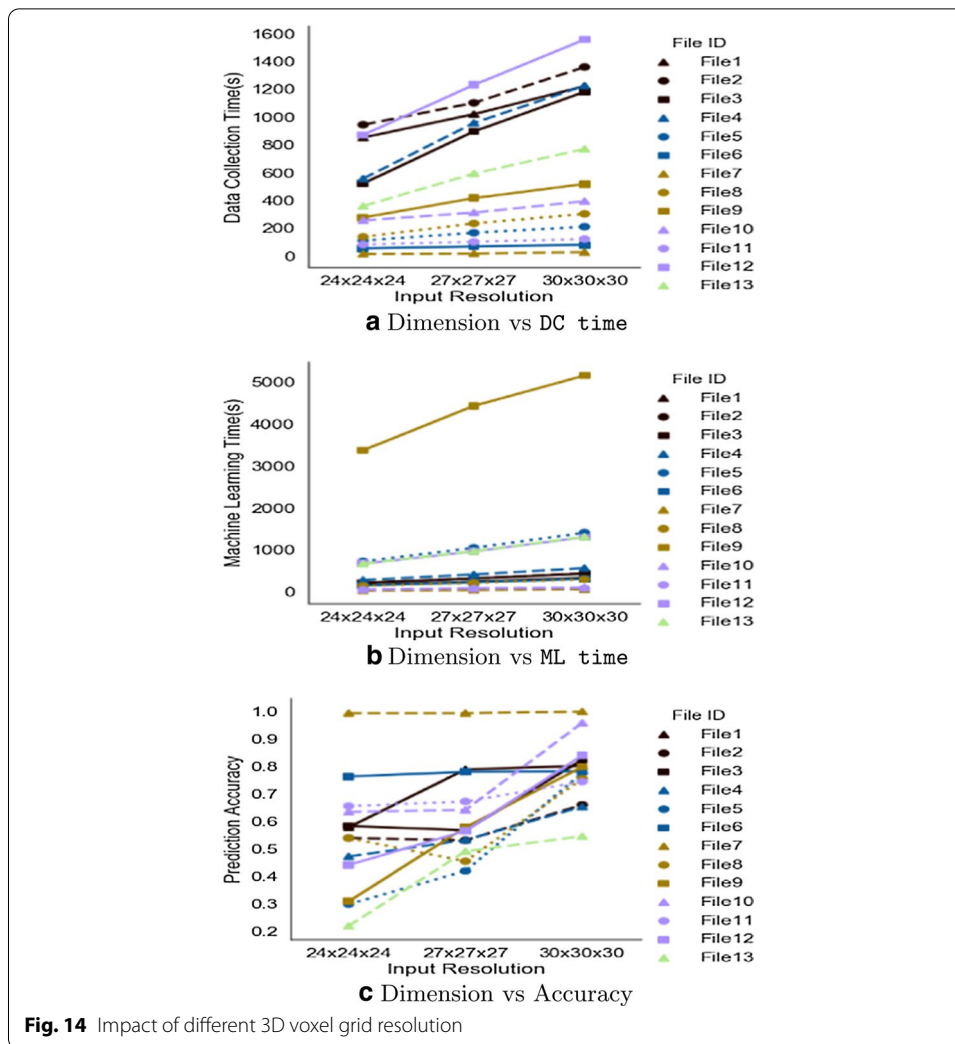 1600
1400
1200
1000
800
600
400
200
0
Data Collection Time(s)
24x24x24 27x27x27 30x30x30
Input Resolution
File ID
File1
File2
File3
File4
File5
File6
File7
File8
File9
File10
File11
File12
File13
a Dimension vs DC time
5000
4000
3000
2000
1000
0
Machine Learning Time(s)
24x24x24 27x27x27 30x30x30
Input Resolution
File ID
File1
File2
File3
File4
File5
File6
File7
File8
File9
File10
File11
File12
File13
b Dimension vs ML time
1.0
0.9
0.8
0.7
0.6
0.5
0.4
0.3
0.2
Prediction Accuracy
24x24x24 27x27x27 30x30x30
Input Resolution
File ID
File1
File2
File3
File4
File5
File6
File7
File8
File9
File10
File11
File12
File13
c Dimension vs Accuracy
Fig. 14 Impact of different 3D voxel grid resolution